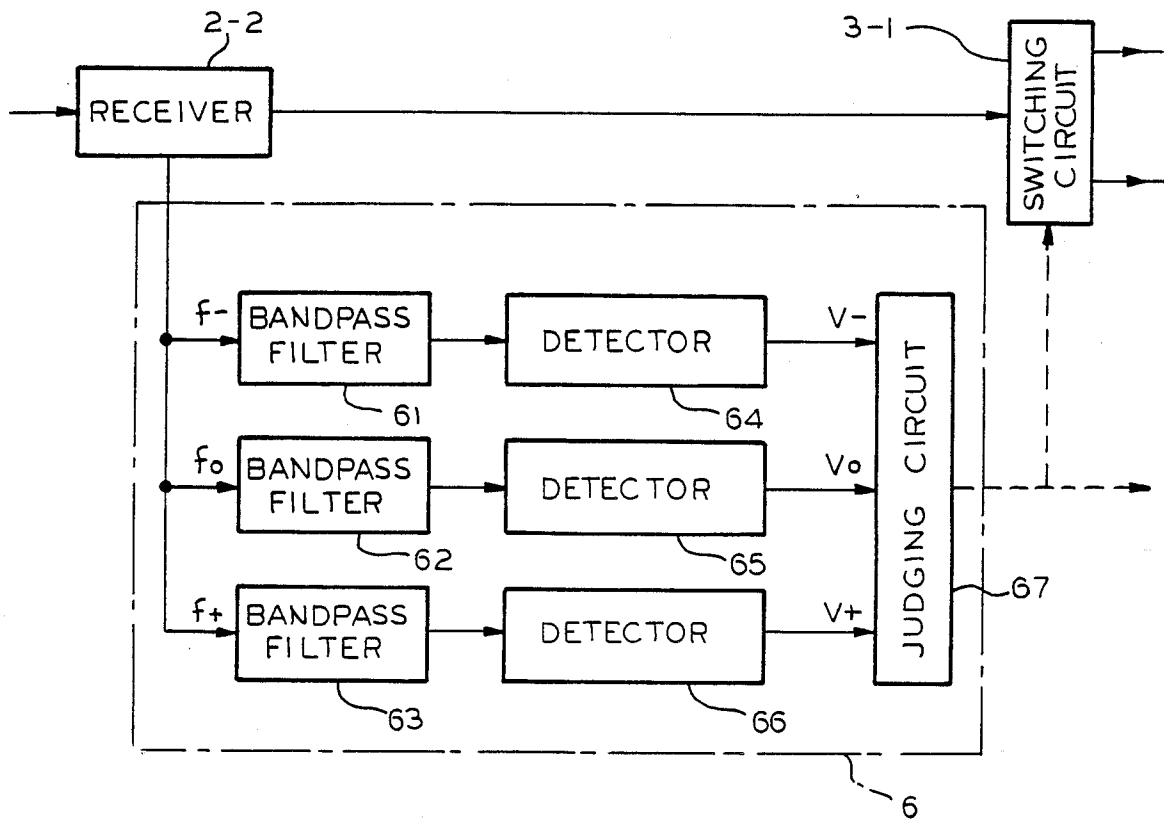 2-2
3-1
RECEIVER
SWITCHING
CIRCUIT
f-
BANDPASS
FILTER
DETECTOR
V-
61
64
fo
BANDPASS
FILTER
DETECTOR
Vo
62
65
f+
BANDPASS
FILTER
DETECTOR
V+
63
66
JUDGING CIRCUIT
67
6